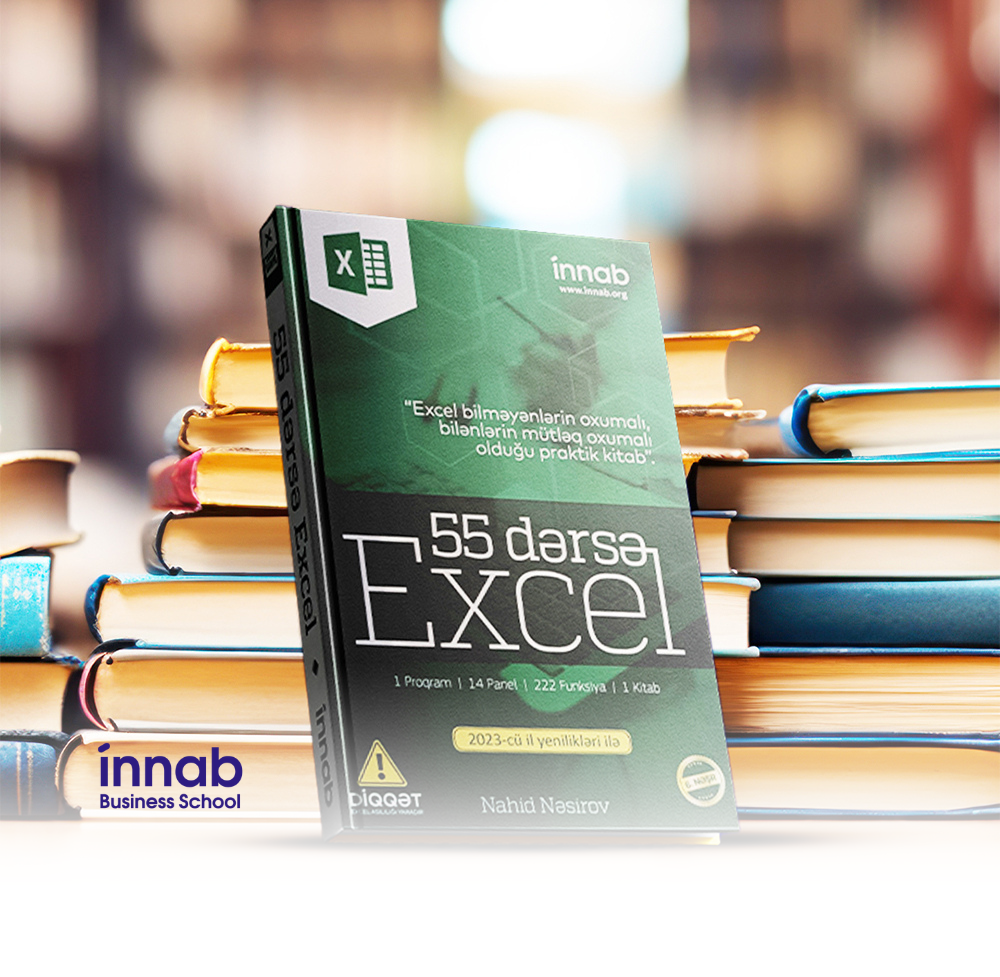 innab
www.innab.org
"Excel bilməyənlərin oxumalı,
bilənlərin mütləq oxumalı
olduğu praktik kitab".
55 dərsə
Excel
1 Proqram | 14 Panel | 222 Funksiya | 1 Kitab
2023-cü il yenilikləri ilə
DİQQƏT
Nahid Nəsirov
X
55 dərsə Excel
innab
innab
Business School